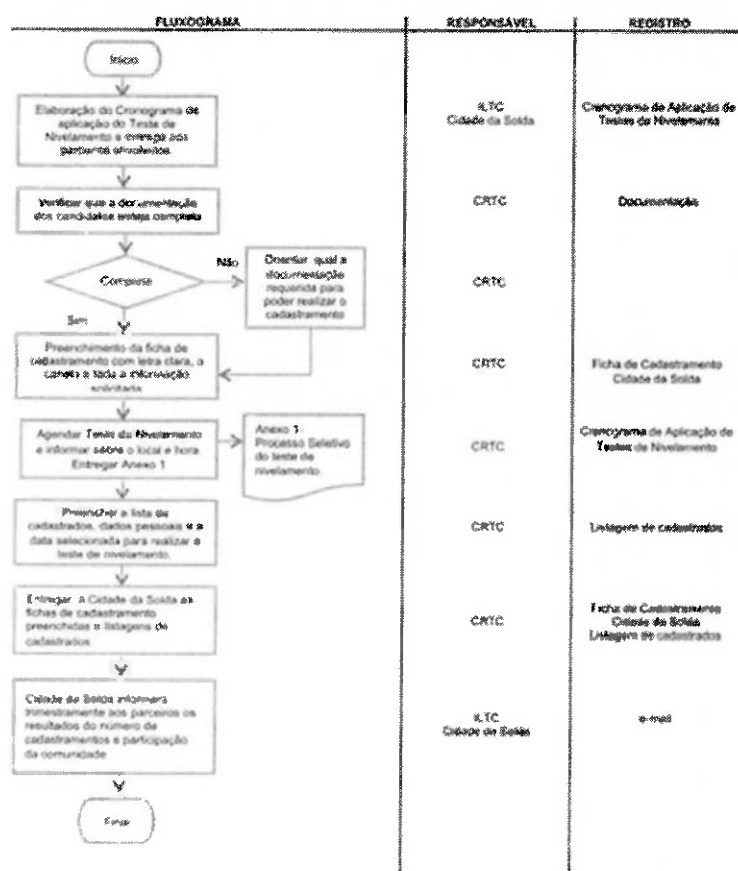 FLUXOGRAMA
RESPONSÁVEL
REGISTRO
Início
Elaboração do Cronograma de
aplicação do Teste de
Nivelamento e entrega aos
parceiros envolvidos.
ILTC
Cidade da Solda
Cronograma de Aplicação de
Testes de Nivelamento
Verificar que a documentação
dos candidatos esteja completa
CRTC
Documentação
Completa
Não
Orientar qual a
documentação
requerida para
poder realizar o
cadastramento
CRTC
Sim
Preenchimento da ficha de
cadastramento com letra clara, a
caneta e toda a informação
solicitada
CRTC
Ficha de Cadastramento
Cidade da Solda
Agendar Teste de Nivelamento
e informar sobre o local e hora
Entregar Anexo 1
Anexo 1:
Processo Seletivo
do teste de
nivelamento.
CRTC
Cronograma de Aplicação de
Testes de Nivelamento
Preencher a lista de
cadastrados, dados pessoais e a
data selecionada para realizar o
teste de nivelamento.
CRTC
Listagem de cadastrados
Entregar a Cidade da Solda as
fichas de cadastramento
preenchidas e listagens de
cadastrados.
CRTC
Ficha de Cadastramento
Cidade da Solda
Listagem de cadastrados
Cidade da Solda informará
trimestramente aos parceiros os
resultados do número de
cadastramentos e participação
da comunidade
ILTC
Cidade da Solda
e-mail